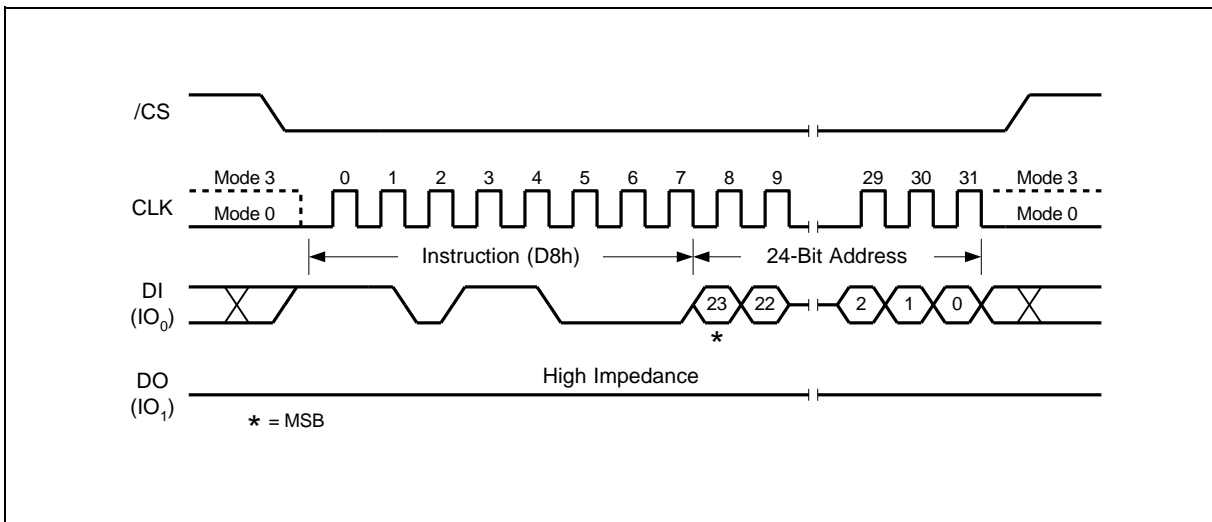 /CS
Mode 3
0 1 2 3 4 5 6 7 8 9 29 30 31
Mode 3
CLK
Mode 0
Mode 0
Instruction (D8h)
24-Bit Address
DI
(IO0)
23 22 2 1 0
*
DO
(IO1)
High Impedance
* = MSB